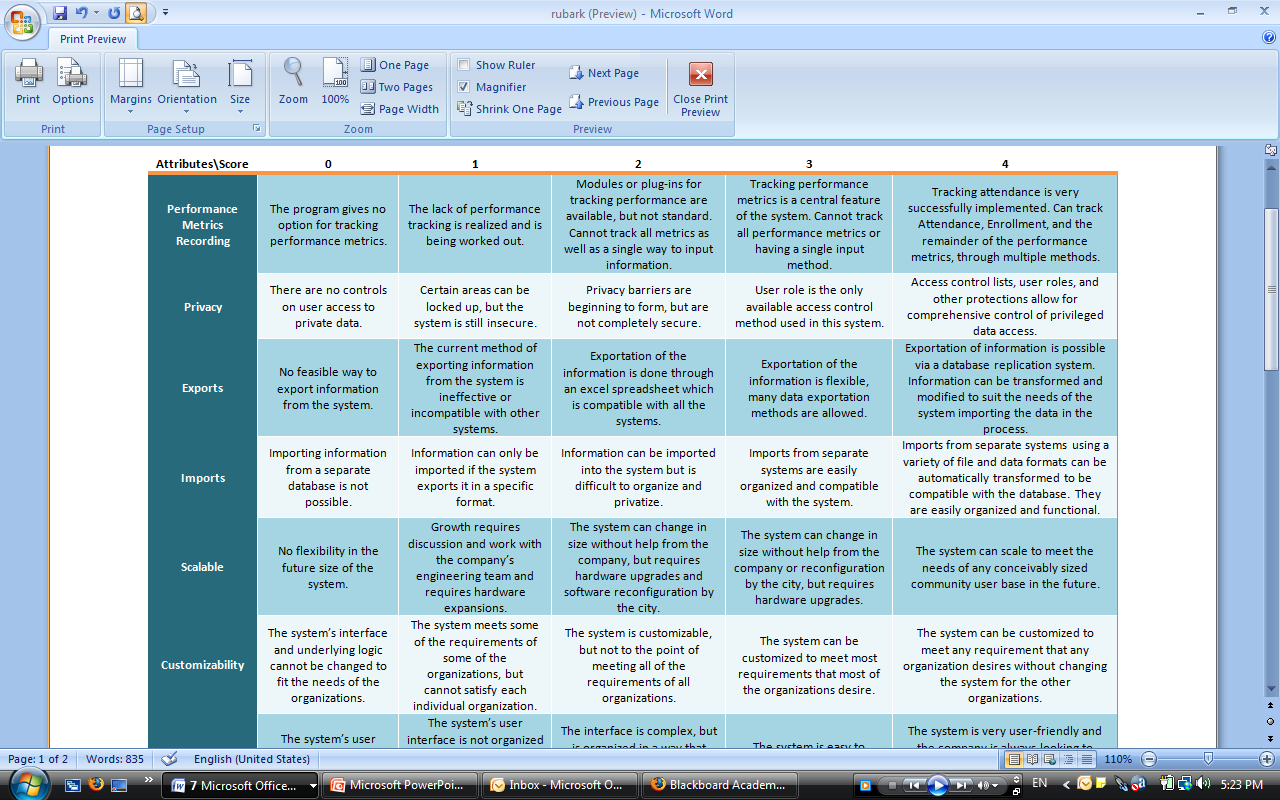 rubark (Preview) - Microsoft Word
Print Preview
Print
Options
Margins
Orientation
Size
Zoom
100%
One Page
Two Pages
Page Width
Show Ruler
Magnifier
Shrink One Page
Next Page
Previous Page
Close Print
Preview
Print
Page Setup
Zoom
Preview
Attributes\Score 0 1 2 3 4
Performance
Metrics
Recording
The program gives no
option for tracking
performance metrics.
The lack of performance
tracking is realized and is
being worked out.
Modules or plug-ins for
tracking performance
are available, but not standard.
Cannot track all metrics as
well as a single way to input
information.
Tracking performance
metrics is a central feature
of the system. Cannot track
all performance metrics or
having a single input
method.
Tracking attendance is very
successfully implemented. Can track
Attendance, Enrollment, and the
remainder of the performance
metrics, through multiple methods.
Privacy
There are no controls
on user access to
private data.
Certain areas can be
locked up, but the
system is still insecure.
Privacy barriers are
beginning to form, but are
not completely secure.
User role is the only
available access control
method used in this system.
Access control lists, user roles, and
other protections allow for
comprehensive control of privileged
data access.
Exports
No feasible way to
export information
from the system.
The current method of
exporting information
from the system is
ineffective or
incompatible with other
systems.
Exportation of the
information is done through
an excel spreadsheet which
is compatible with all the
systems.
Exportation of the
information is flexible,
many data exportation
methods are allowed.
Exportation of information is possible
via a database replication system.
Information can be transformed and
modified to suit the needs of the
system importing the data in the
process.
Imports
Importing information
from a separate
database is not
possible.
Information can only be
imported if the system
exports it in a specific
format.
Information can be imported
into the system but is
difficult to organize and
privatize.
Imports from separate
systems are easily
organized and compatible
with the system.
Imports from separate systems using a
variety of file and data formats can be
automatically transformed to be
compatible with the database. They
are easily organized and functional.
Scalable
No flexibility in the
future size of the
system.
Growth requires
discussion and work with
the company's
engineering team and
requires hardware
expansions.
The system can change in
size without help from the
company, but requires
hardware upgrades and
software reconfiguration by
the city.
The system can change in
size without help from the
company or reconfiguration
by the city, but requires
hardware upgrades.
The system can scale to meet the
needs of any conceivably sized
community user base in the future.
Customizability
The system's interface
and underlying logic
cannot be changed to
fit the needs of the
organizations.
The system meets some
of the requirements of
some of the
organizations, but
cannot satisfy each
individual organization.
The system is customizable,
but not to the point of
meeting all of the
requirements of all
organizations.
The system can be
customized to meet most
requirements that most of
the organizations desire.
The system can be customized to
meet any requirement that any
organization desires without changing
the system for the other
organizations.
The system's user
The system's user
interface is not organized
The interface is complex, but
is organized in a way that
The system is easy to
The system is very user-friendly and
the company is always looking to
Page: 1 of 2
Words: 835
English (United States)
110%
7 Microsoft Office...
Microsoft PowerPoi...
Inbox - Microsoft O...
Blackboard Academ...
EN
5:23 PM